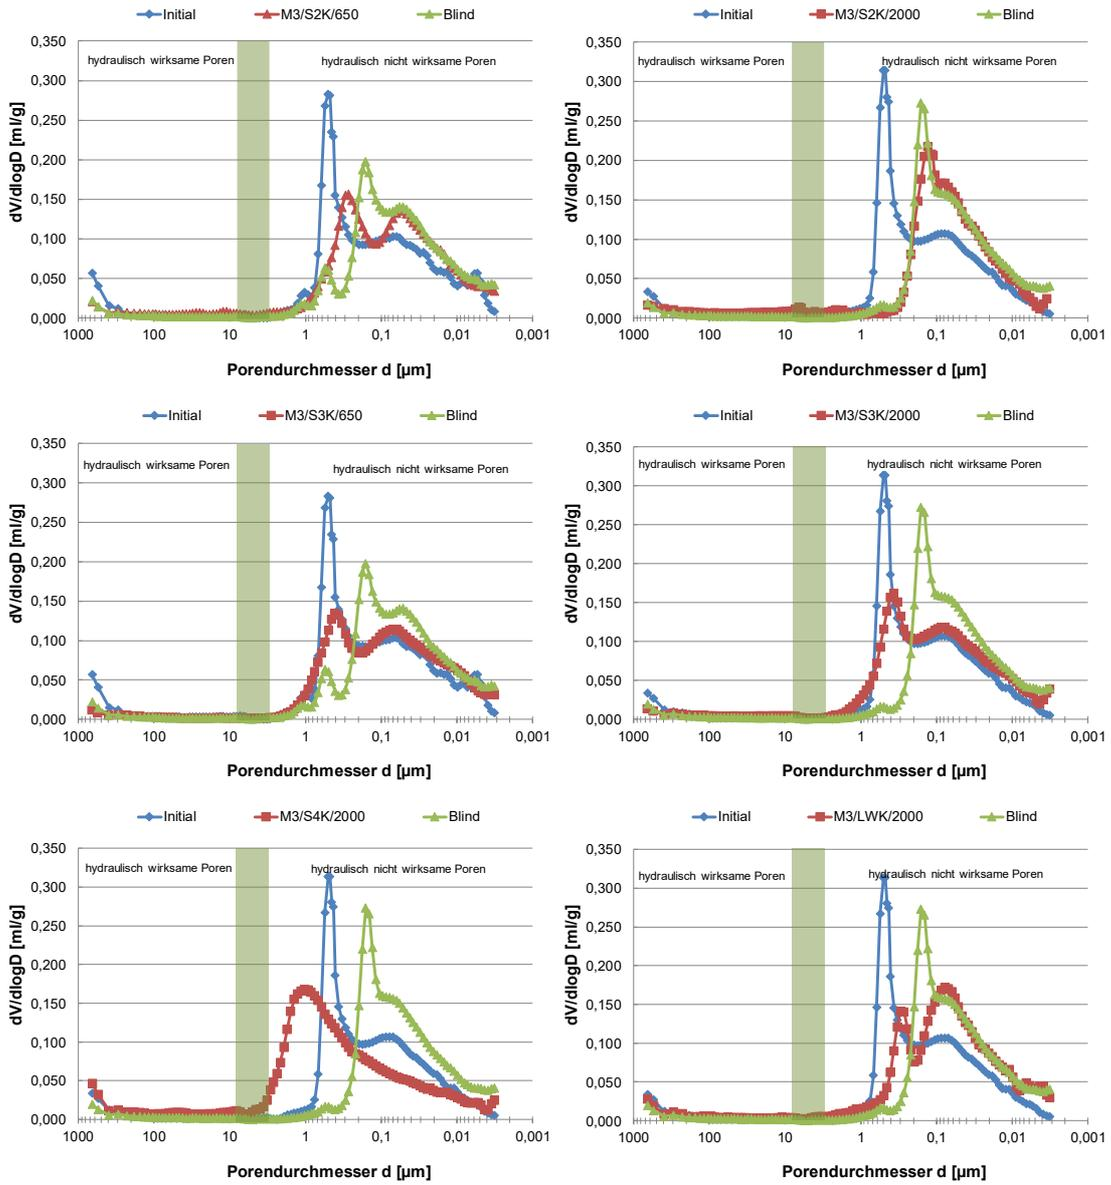 Initial M3/S2K/650 Blind
dV/dlogD [ml/g]
0,350
0,300
0,250
0,200
0,150
0,100
0,050
0,000
hydraulisch wirksame Poren
hydraulisch nicht wirksame Poren
1000 100 10 1 0,1 0,01 0,001
Porendurchmesser d [µm]
Initial M3/S2K/2000 Blind
dV/dlogD [ml/g]
0,350
0,300
0,250
0,200
0,150
0,100
0,050
0,000
hydraulisch wirksame Poren
hydraulisch nicht wirksame Poren
1000 100 10 1 0,1 0,01 0,001
Porendurchmesser d [µm]
Initial M3/S3K/650 Blind
dV/dlogD [ml/g]
0,350
0,300
0,250
0,200
0,150
0,100
0,050
0,000
hydraulisch wirksame Poren
hydraulisch nicht wirksame Poren
1000 100 10 1 0,1 0,01 0,001
Porendurchmesser d [µm]
Initial M3/S3K/2000 Blind
dV/dlogD [ml/g]
0,350
0,300
0,250
0,200
0,150
0,100
0,050
0,000
hydraulisch wirksame Poren
hydraulisch nicht wirksame Poren
1000 100 10 1 0,1 0,01 0,001
Porendurchmesser d [µm]
Initial M3/S4K/2000 Blind
dV/dlogD [ml/g]
0,350
0,300
0,250
0,200
0,150
0,100
0,050
0,000
hydraulisch wirksame Poren
hydraulisch nicht wirksame Poren
1000 100 10 1 0,1 0,01 0,001
Porendurchmesser d [µm]
Initial M3/LWK/2000 Blind
dV/dlogD [ml/g]
0,350
0,300
0,250
0,200
0,150
0,100
0,050
0,000
hydraulisch wirksame Poren
hydraulisch nicht wirksame Poren
1000 100 10 1 0,1 0,01 0,001
Porendurchmesser d [µm]